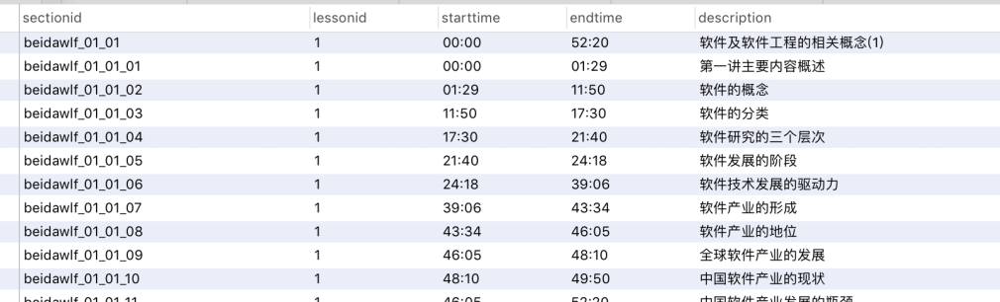 sectionid lessonid starttime endtime description
beidawlf_01_01 1 00:00 52:20 软件及软件工程的相关概念(1)
beidawlf_01_01_01 1 00:00 01:29 第一讲主要内容概述
beidawlf_01_01_02 1 01:29 11:50 软件的概念
beidawlf_01_01_03 1 11:50 17:30 软件的分类
beidawlf_01_01_04 1 17:30 21:40 软件研究的三个层次
beidawlf_01_01_05 1 21:40 24:18 软件发展的阶段
beidawlf_01_01_06 1 24:18 39:06 软件技术发展的驱动力
beidawlf_01_01_07 1 39:06 43:34 软件产业的形成
beidawlf_01_01_08 1 43:34 46:05 软件产业的地位
beidawlf_01_01_09 1 46:05 48:10 全球软件产业的发展
beidawlf_01_01_10 1 48:10 49:50 中国软件产业的现状
beidawlf_01_01_11 1 46:05 52:20 中国软件产业发展的瓶颈